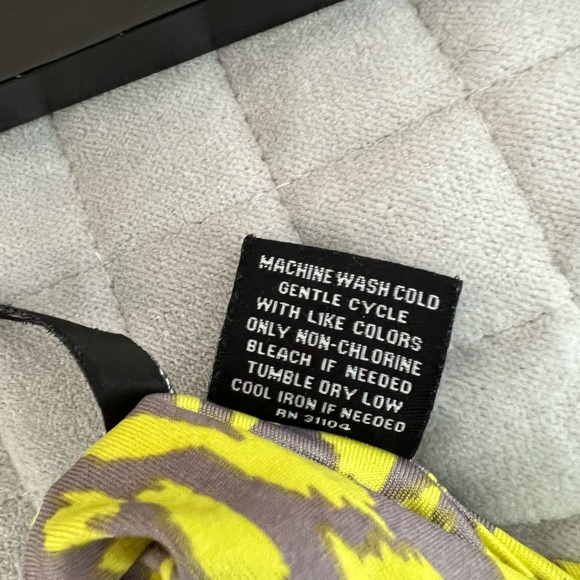 MACHINE WASH COLD
GENTLE CYCLE
WITH LIKE COLORS
ONLY NON-CHLORINE
BLEACH IF NEEDED
TUMBLE DRY LOW
COOL IRON IF NEEDED
RN 31104